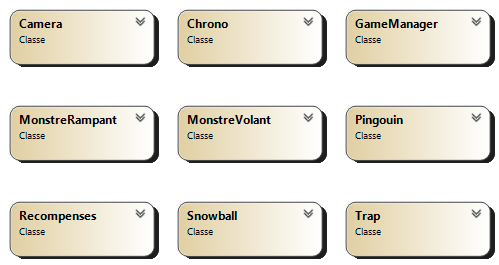 Camera
Classe
Chrono
Classe
GameManager
Classe
MonstreRampant
Classe
MonstreVolant
Classe
Pingouin
Classe
Recompenses
Classe
Snowball
Classe
Trap
Classe